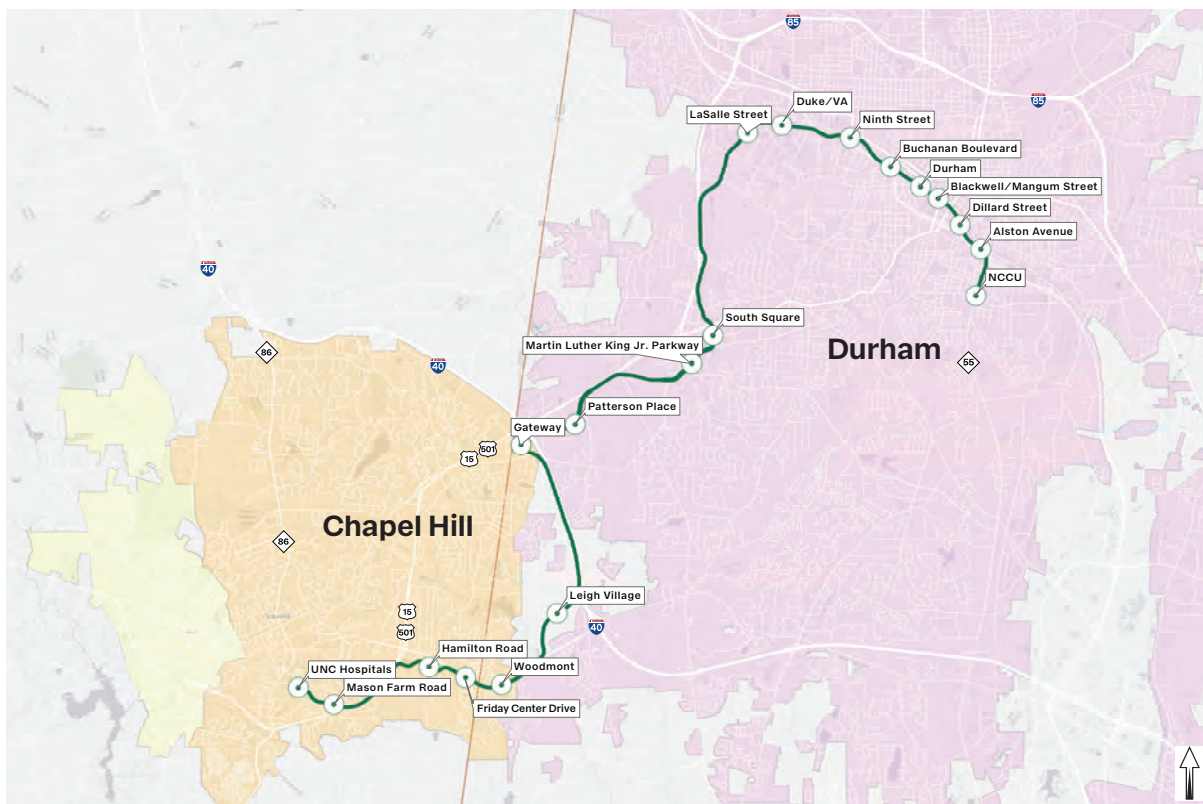 85
Duke/VA
LaSalle Street
85
Ninth Street
Buchanan Boulevard
Durham
Blackwell/Mangum Street
Dillard Street
Alston Avenue
40
NCCU
South Square
Martin Luther King Jr. Parkway
Durham
86
55
40
Patterson Place
Gateway
501
15
Chapel Hill
86
Leigh Village
15
40
501
Hamilton Road
UNC Hospitals
Woodmont
Mason Farm Road
Friday Center Drive